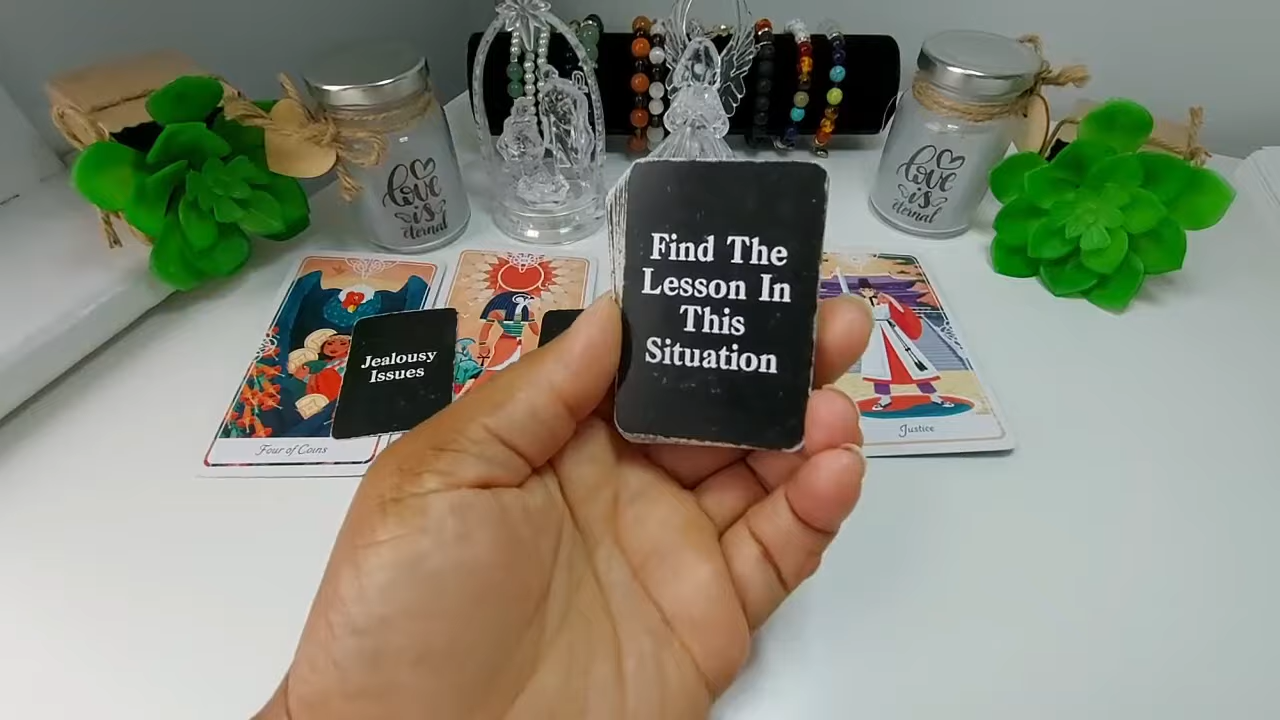 love
is
eternal
love
is
eternal
Find The
Lesson In
This
Situation
Jealousy
Issues
Four of Coins
Justice